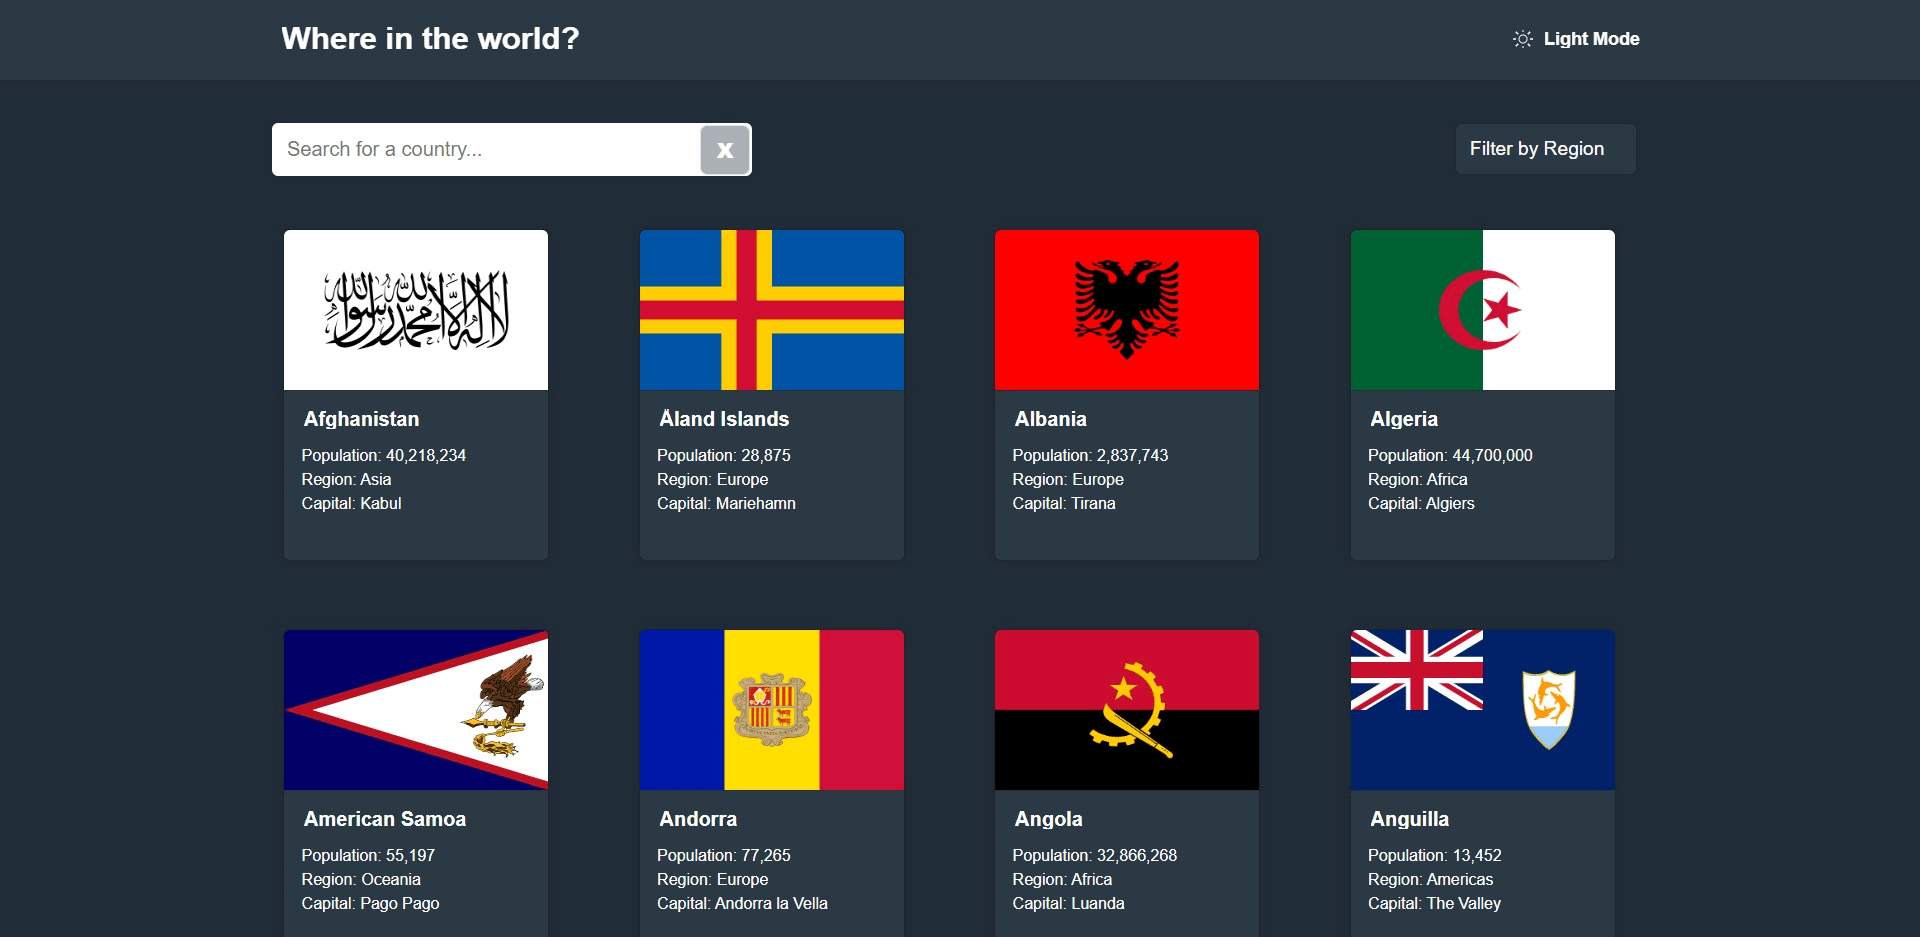 Where in the world?
Light Mode
Search for a country...
X
Filter by Region
لا إله إلا الله محمد رسول الله
Afghanistan
Population: 40,218,234
Region: Asia
Capital: Kabul
Åland Islands
Population: 28,875
Region: Europe
Capital: Mariehamn
Albania
Population: 2,837,743
Region: Europe
Capital: Tirana
Algeria
Population: 44,700,000
Region: Africa
Capital: Algiers
American Samoa
Population: 55,197
Region: Oceania
Capital: Pago Pago
Andorra
Population: 77,265
Region: Europe
Capital: Andorra la Vella
Angola
Population: 32,866,268
Region: Africa
Capital: Luanda
Anguilla
Population: 13,452
Region: Americas
Capital: The Valley